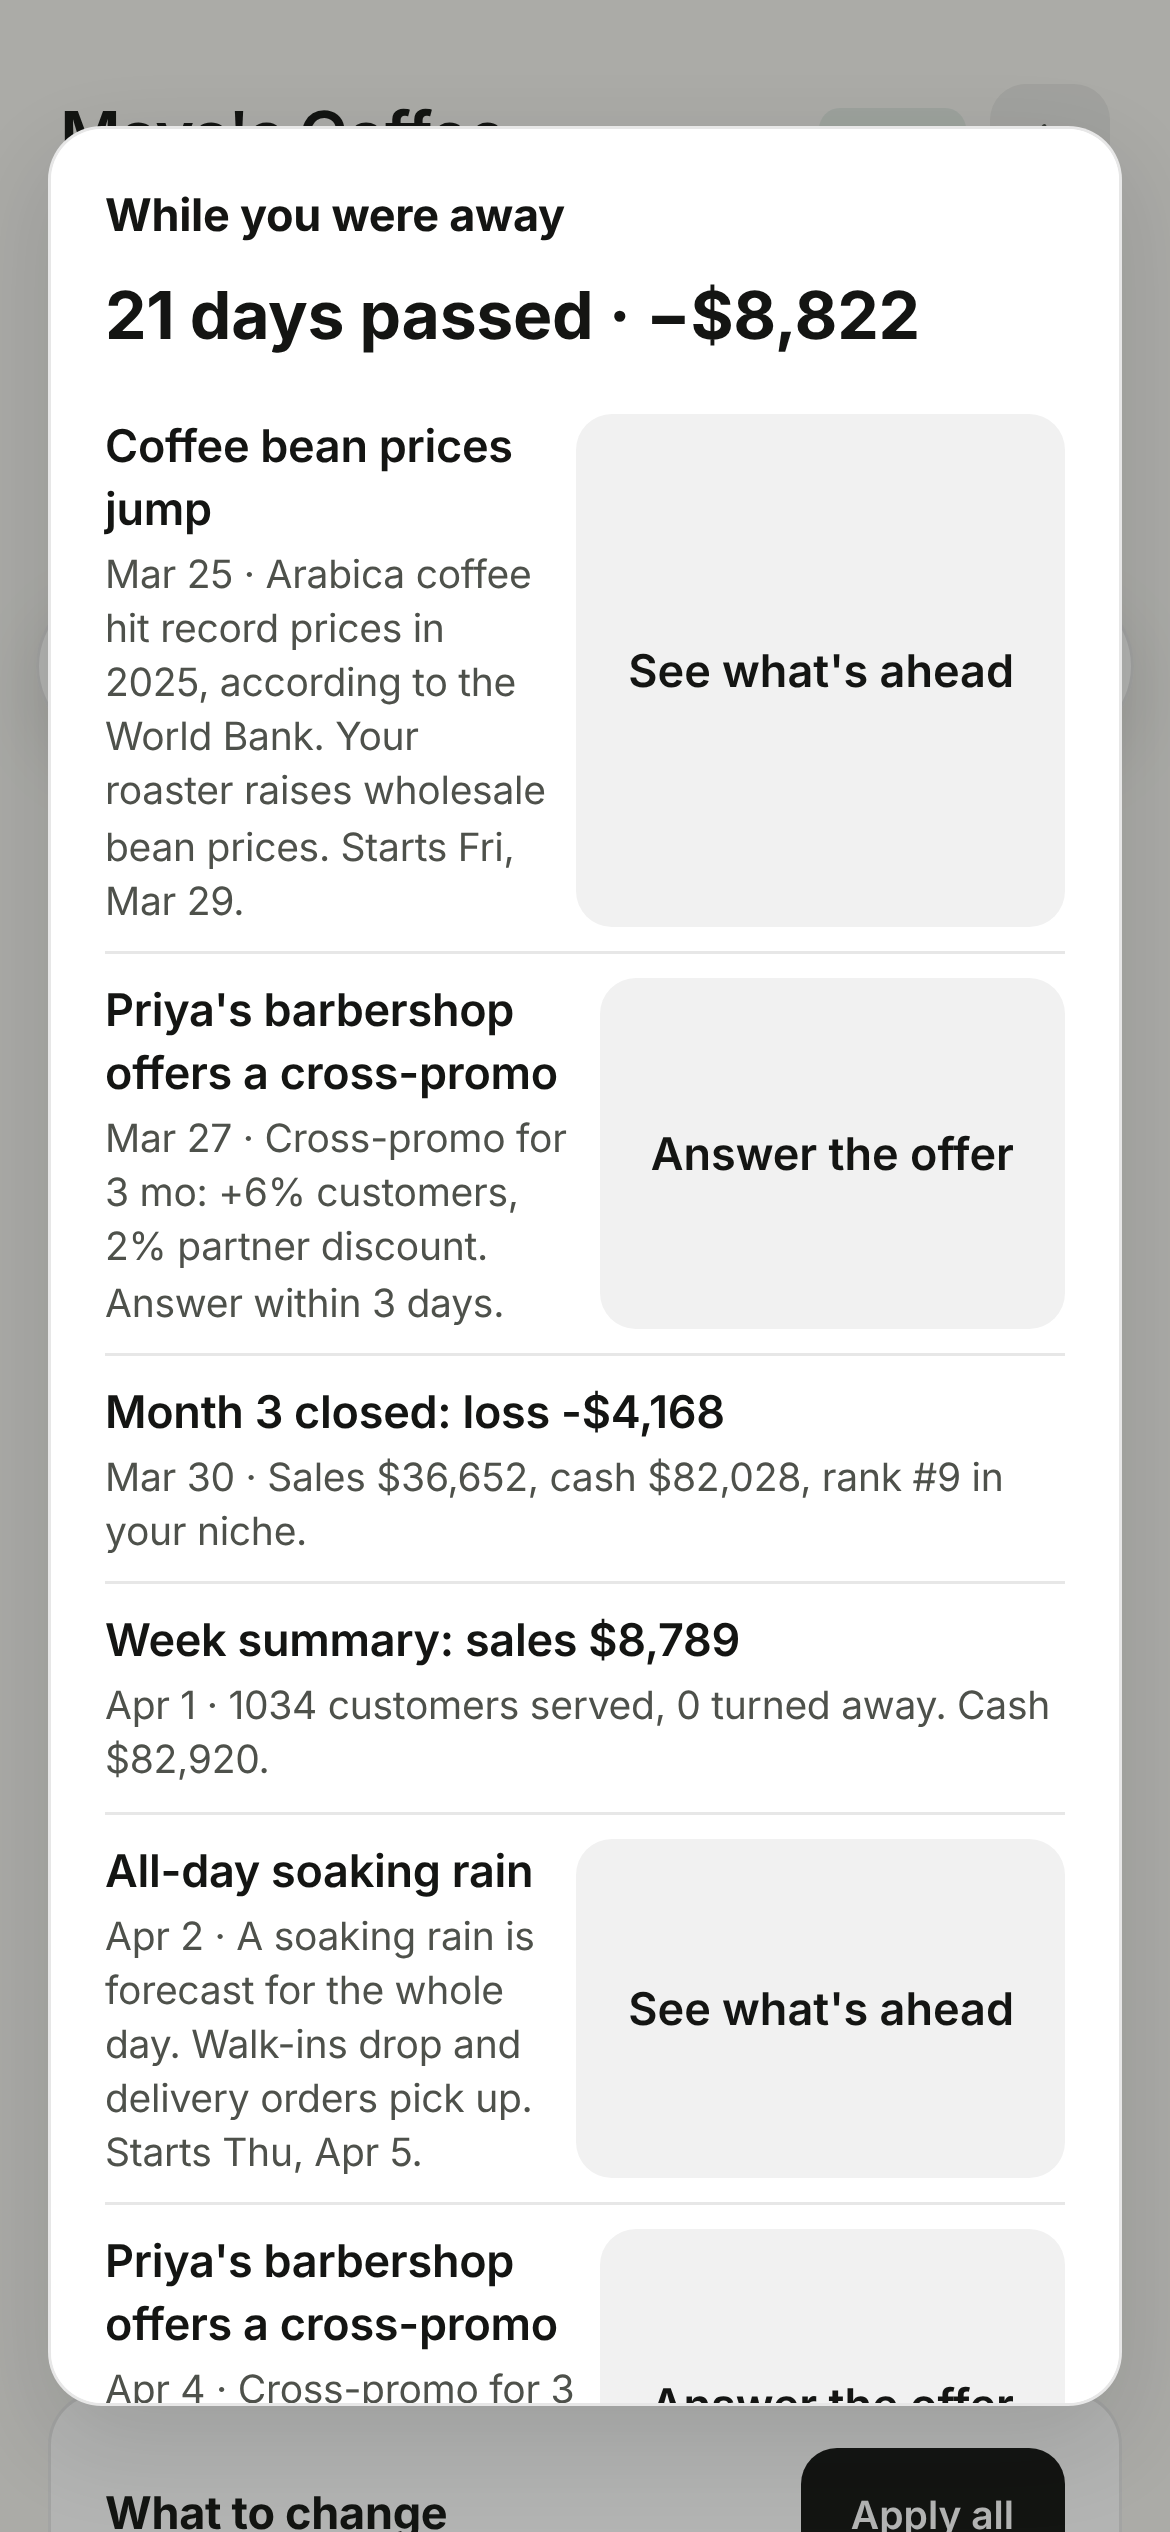 While you were away
21 days passed · −$8,822
Coffee bean prices
jump
Mar 25 · Arabica coffee
hit record prices in
2025, according to the
World Bank. Your
roaster raises wholesale
bean prices. Starts Fri,
Mar 29.
See what's ahead
Priya's barbershop
offers a cross-promo
Mar 27 · Cross-promo for
3 mo: +6% customers,
2% partner discount.
Answer within 3 days.
Answer the offer
Month 3 closed: loss -$4,168
Mar 30 · Sales $36,652, cash $82,028, rank #9 in
your niche.
Week summary: sales $8,789
Apr 1 · 1034 customers served, 0 turned away. Cash
$82,920.
All-day soaking rain
Apr 2 · A soaking rain is
forecast for the whole
day. Walk-ins drop and
delivery orders pick up.
Starts Thu, Apr 5.
See what's ahead
Priya's barbershop
offers a cross-promo
Apr 4 · Cross-promo for 3
Answer the offer
What to change
Apply all